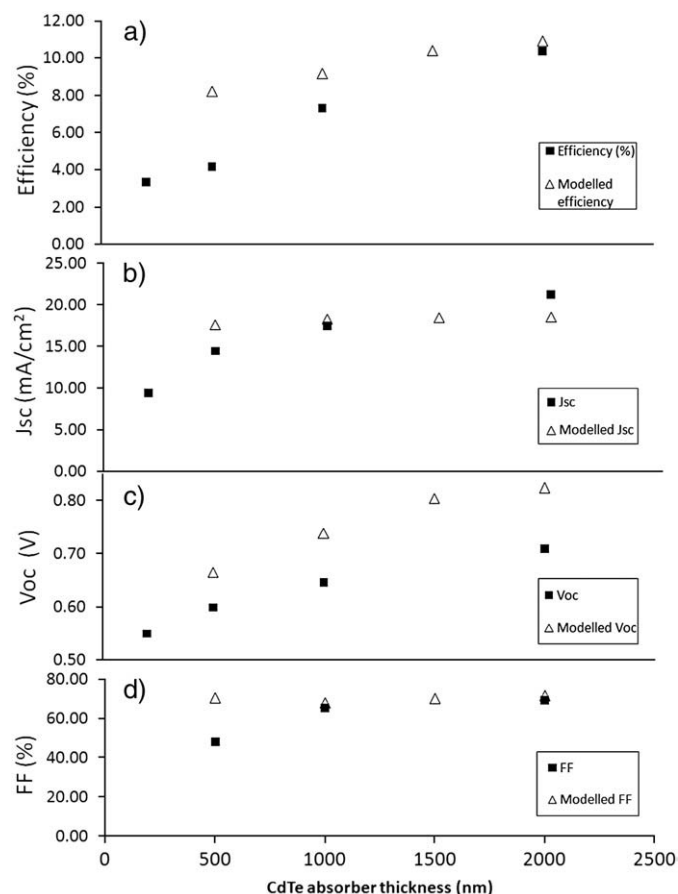 a)
12.00
10.00
8.00
6.00
4.00
2.00
0.00
Efficiency (%)
■ Efficiency (%)
△ Modelled
efficiency
b)
25.00
20.00
15.00
10.00
5.00
0.00
Jsc (mA/cm²)
■ Jsc
△ Modelled Jsc
c)
0.80
0.70
0.60
0.50
Voc (V)
■ Voc
△ Modelled Voc
d)
80.00
60.00
40.00
20.00
0.00
FF (%)
■ FF
△ Modelled FF
0 500 1000 1500 2000 2500
CdTe absorber thickness (nm)